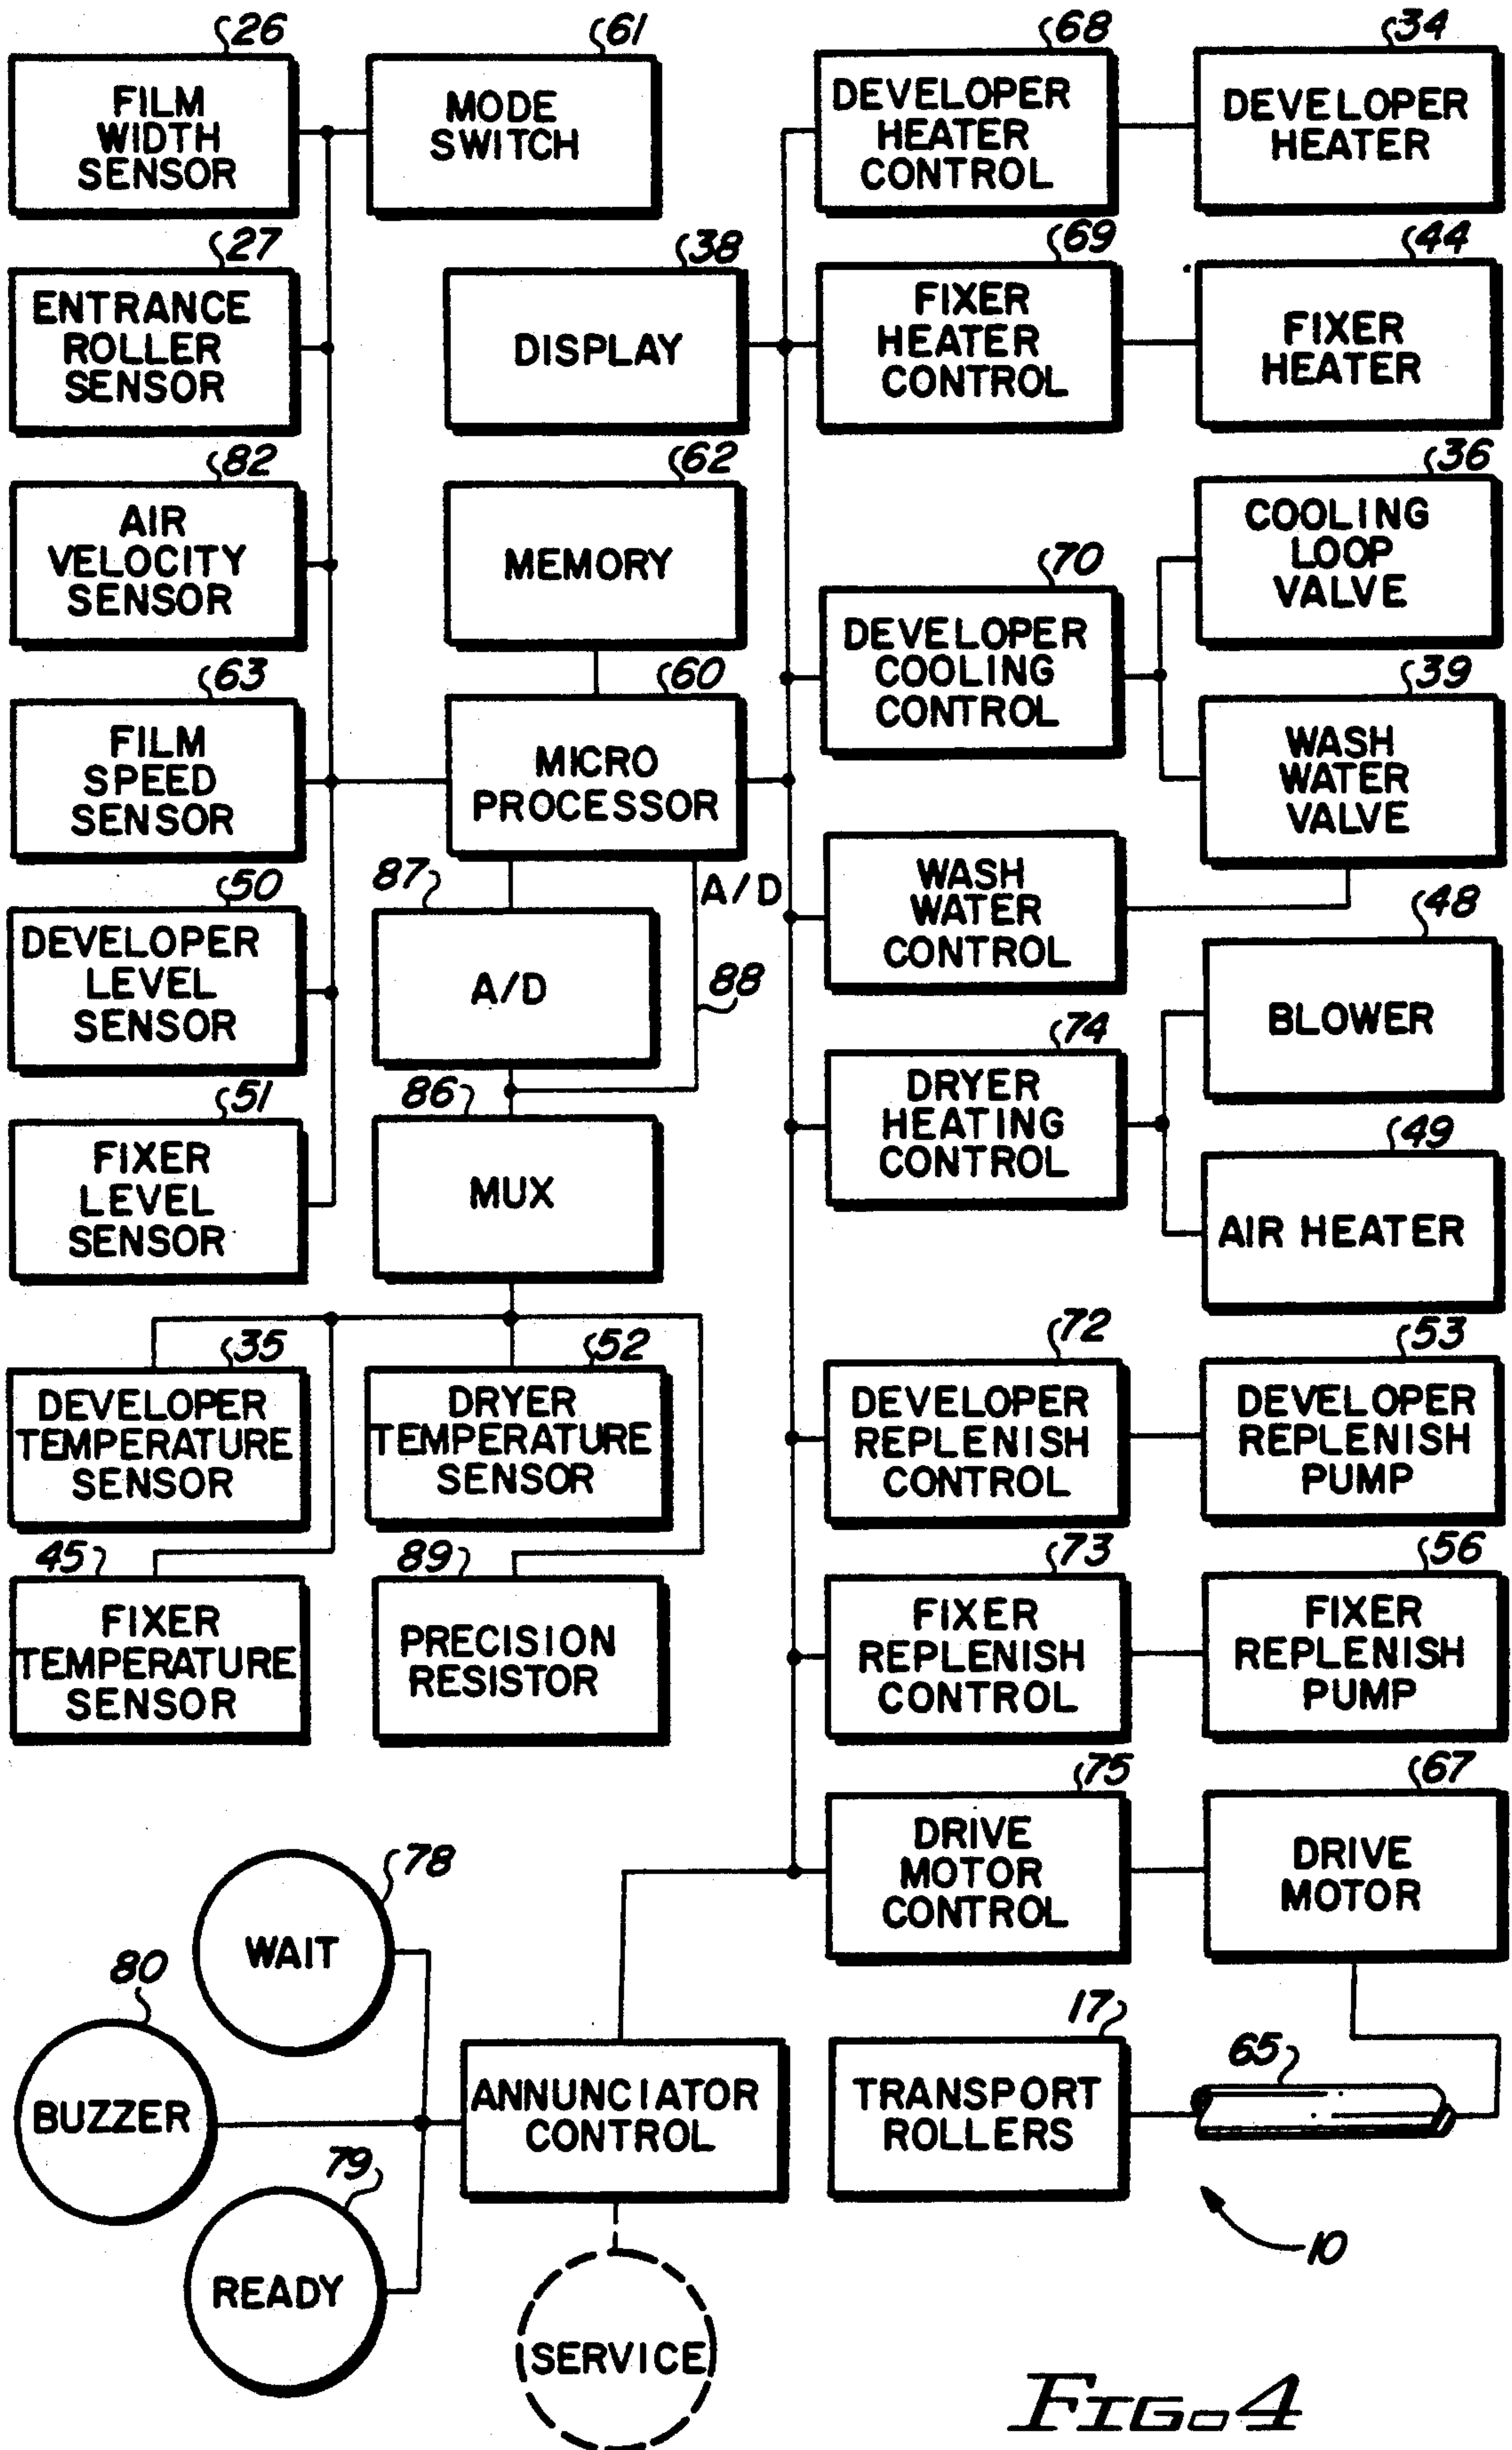 26
FILM
WIDTH
SENSOR
61
MODE
SWITCH
68
DEVELOPER
HEATER
CONTROL
34
DEVELOPER
HEATER
27
ENTRANCE
ROLLER
SENSOR
38
DISPLAY
69
FIXER
HEATER
CONTROL
44
FIXER
HEATER
82
AIR
VELOCITY
SENSOR
62
MEMORY
70
DEVELOPER
COOLING
CONTROL
36
COOLING
LOOP
VALVE
63
FILM
SPEED
SENSOR
60
MICRO
PROCESSOR
39
WASH
WATER
VALVE
50
DEVELOPER
LEVEL
SENSOR
87
A/D
A/D
88
WASH
WATER
CONTROL
48
BLOWER
51
FIXER
LEVEL
SENSOR
86
MUX
74
DRYER
HEATING
CONTROL
49
AIR HEATER
35
DEVELOPER
TEMPERATURE
SENSOR
52
DRYER
TEMPERATURE
SENSOR
72
DEVELOPER
REPLENISH
CONTROL
53
DEVELOPER
REPLENISH
PUMP
45
FIXER
TEMPERATURE
SENSOR
89
PRECISION
RESISTOR
73
FIXER
REPLENISH
CONTROL
56
FIXER
REPLENISH
PUMP
75
DRIVE
MOTOR
CONTROL
67
DRIVE
MOTOR
78
WAIT
80
BUZZER
79
READY
ANNUNCIATOR
CONTROL
SERVICE
17
TRANSPORT
ROLLERS
65
10
FIG. 4